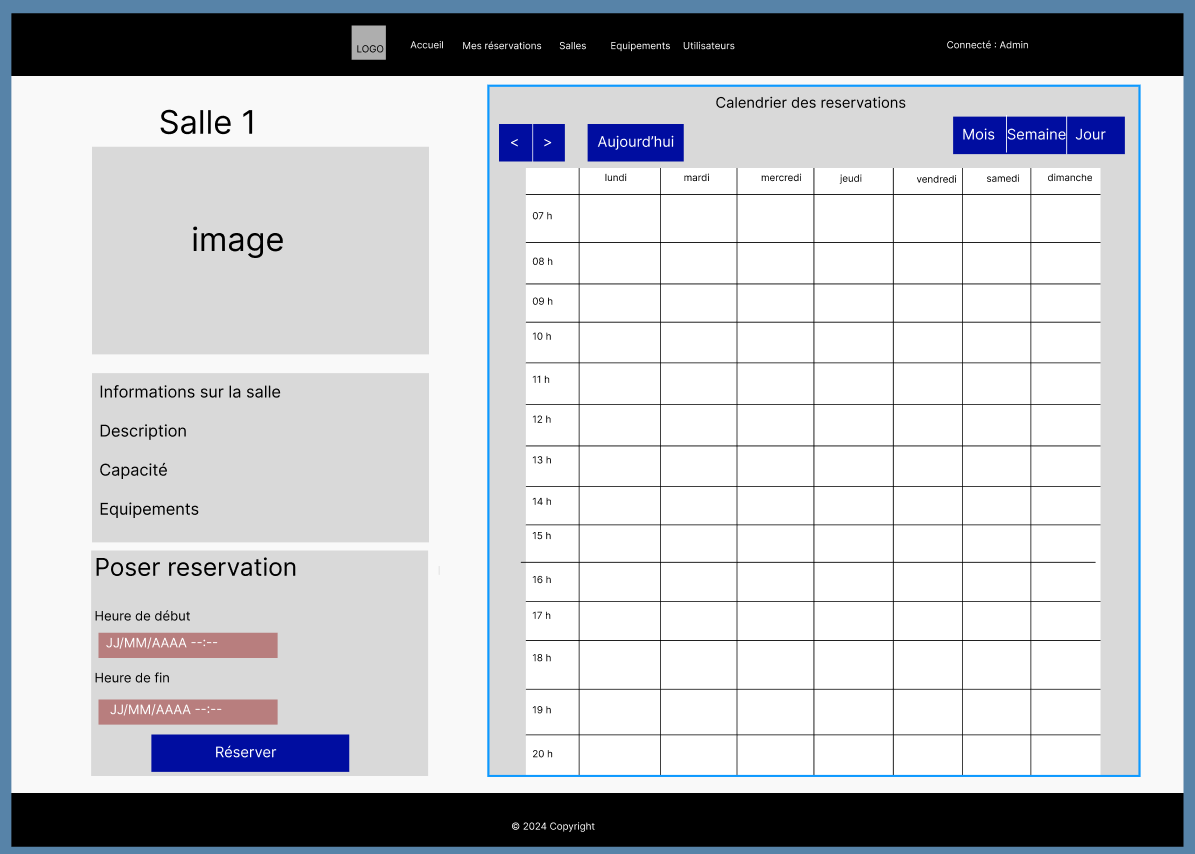 LOGO
Accueil
Mes réservations
Salles
Equipements
Utilisateurs
Connecté : Admin
Salle 1
image
Informations sur la salle
Description
Capacité
Equipements
Poser reservation
Heure de début
JJ/MM/AAAA --:--
Heure de fin
JJ/MM/AAAA --:--
Réserver
Calendrier des reservations
< >
Aujourd’hui
Mois Semaine Jour
lundi mardi mercredi jeudi vendredi samedi dimanche
07 h
08 h
09 h
10 h
11 h
12 h
13 h
14 h
15 h
16 h
17 h
18 h
19 h
20 h
© 2024 Copyright